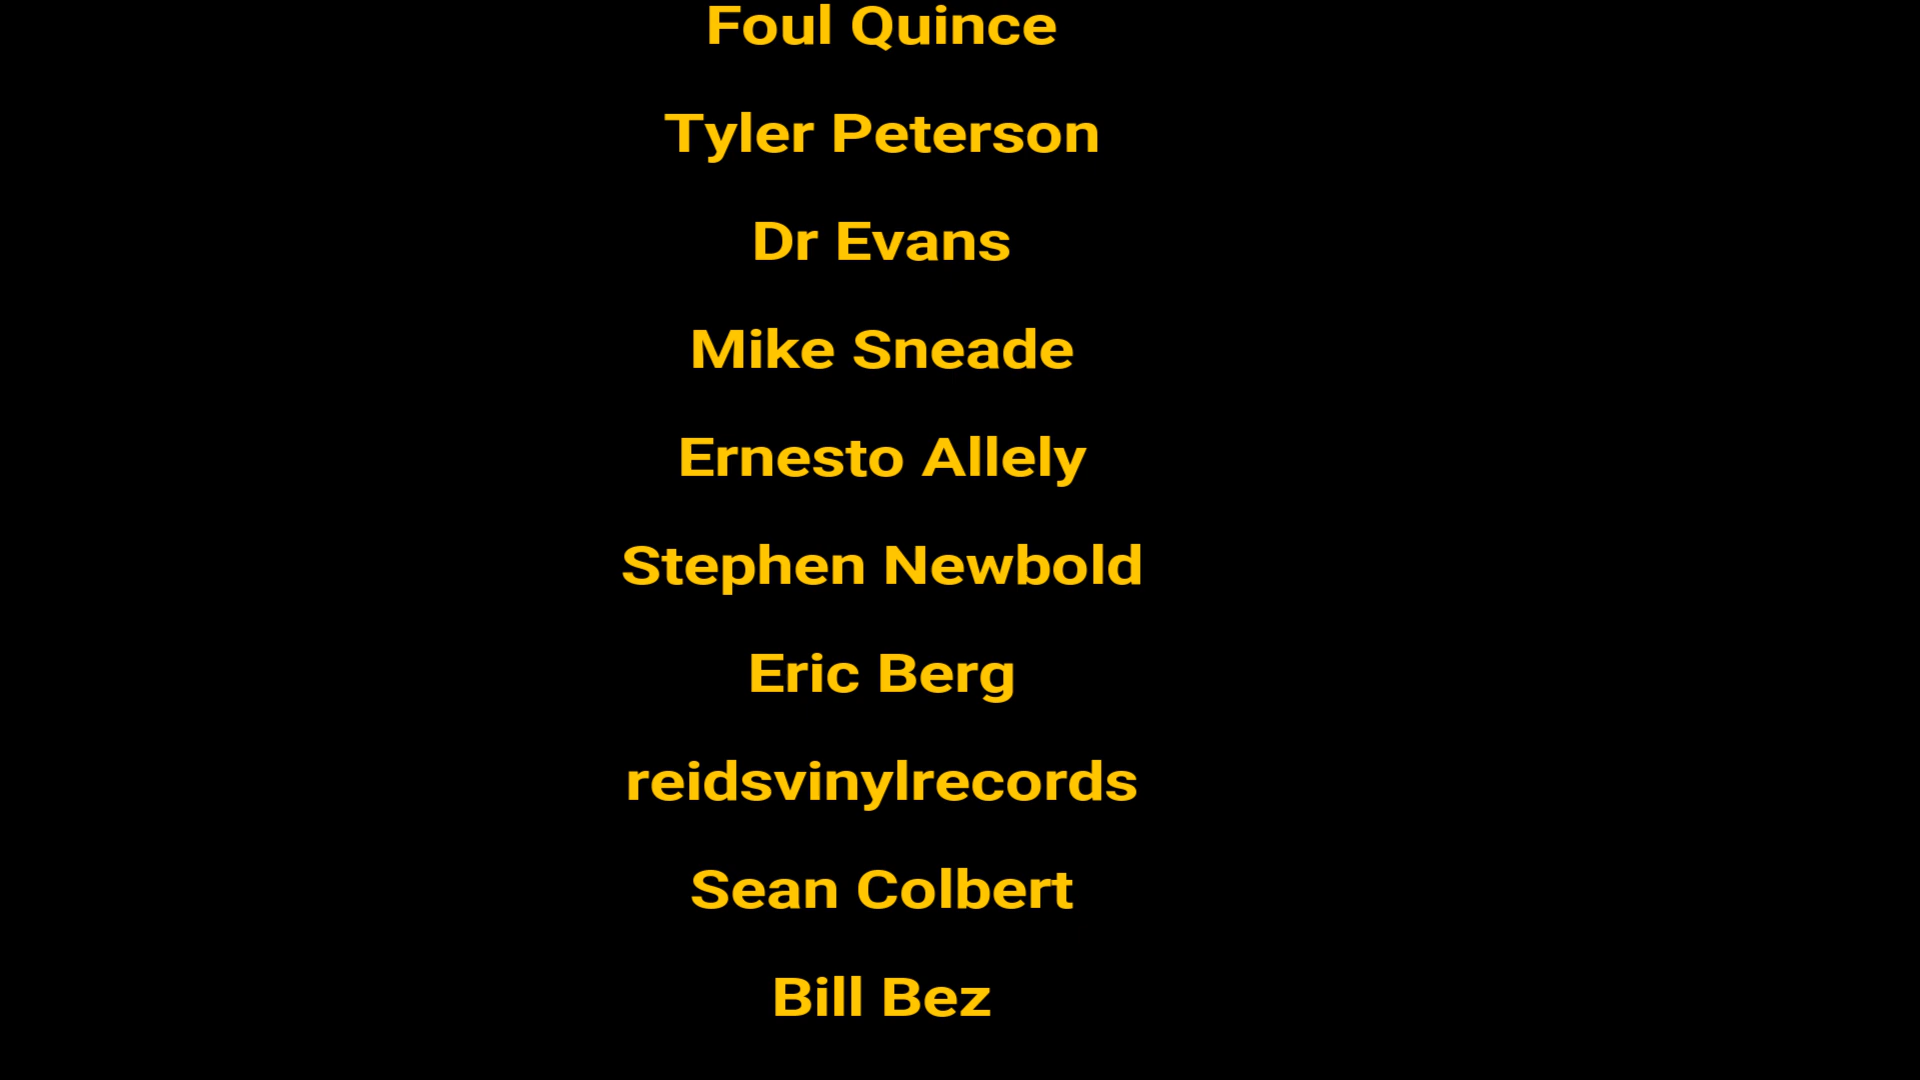 Foul Quince
Tyler Peterson
Dr Evans
Mike Sneade
Ernesto Allely
Stephen Newbold
Eric Berg
reidsvinylrecords
Sean Colbert
Bill Bez